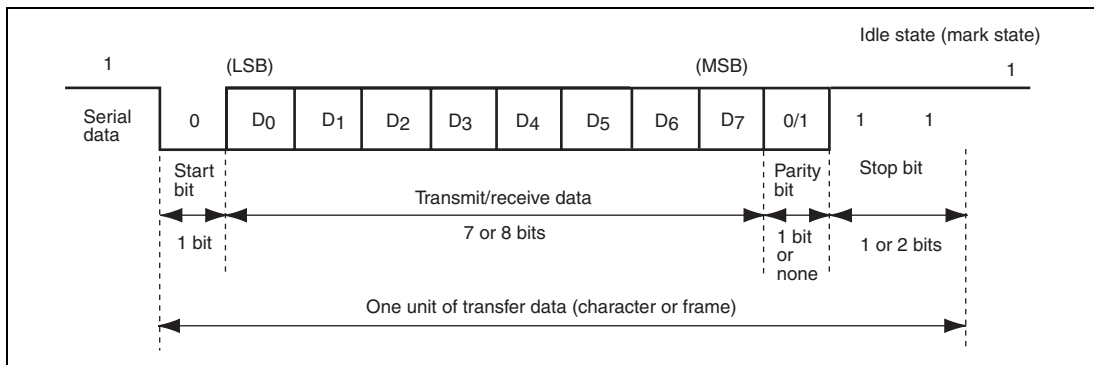 Idle state (mark state)
1 (LSB) (MSB) 1
Serial data 0 D0 D1 D2 D3 D4 D5 D6 D7 0/1 1 1
Start bit
Parity bit
Stop bit
Transmit/receive data
1 bit
7 or 8 bits
1 bit or none
1 or 2 bits
One unit of transfer data (character or frame)